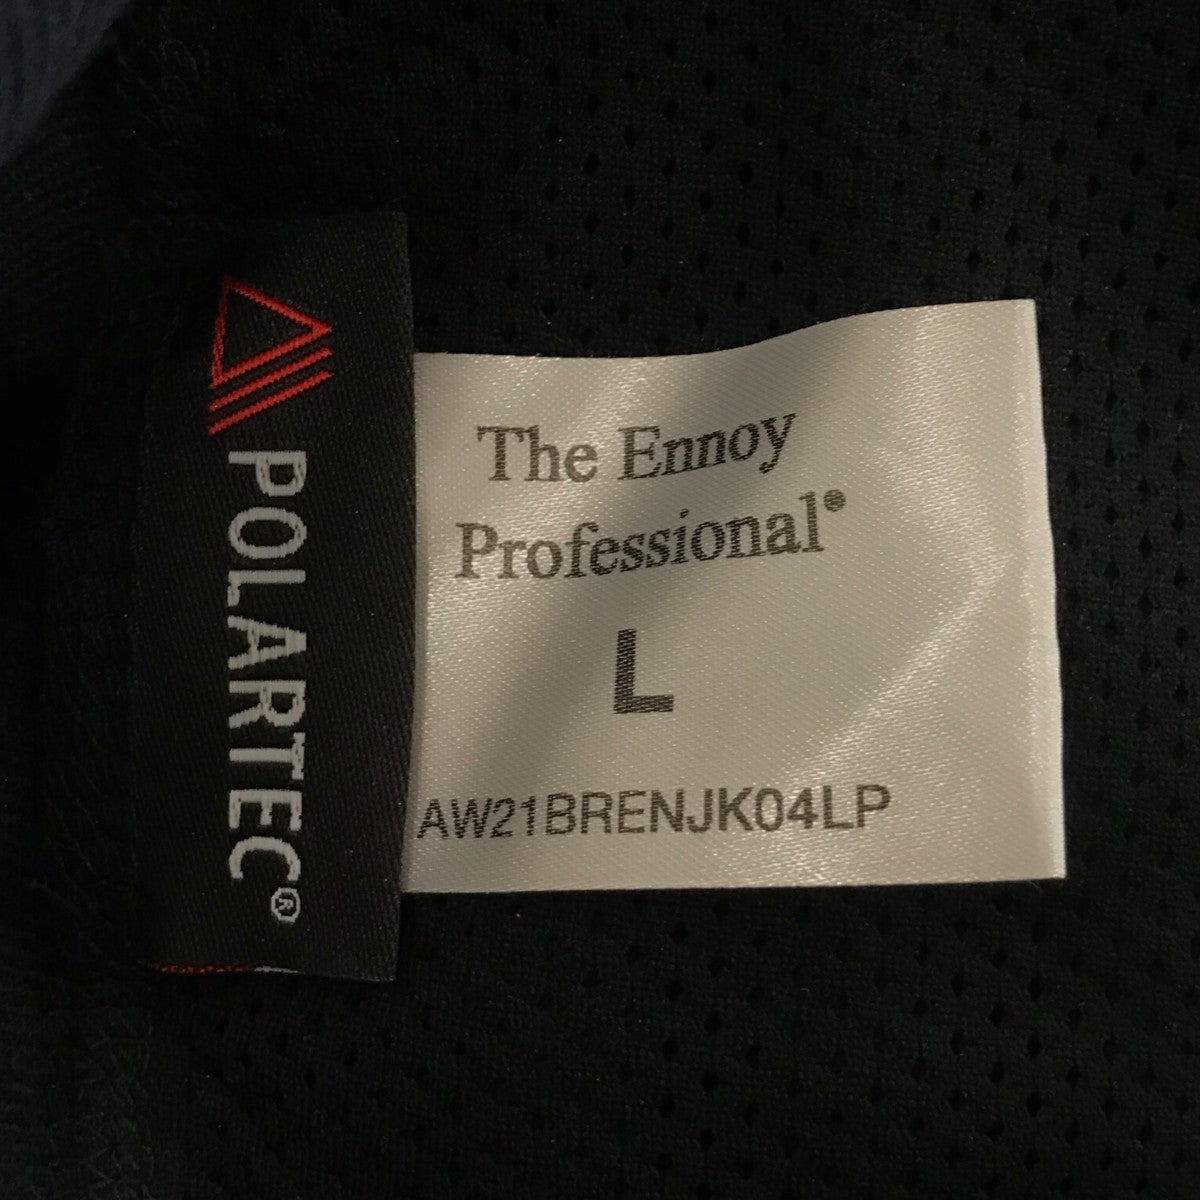 POLARTEC®
The Ennoy
Professional®
L
AW21BRENJK04LP